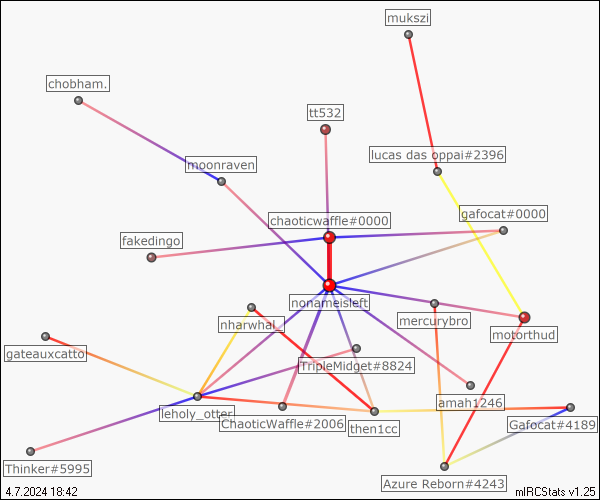 mukszi
chobham.
tt532
lucas das oppai#2396
moonraven
gafocat#0000
chaoticwaffle#0000
fakedingo
nonameisleft
mercurybro
nharwhal_
motorthud
gateauxcatto
TripleMidget#8824
amah1246
leholy_otter
ChaoticWaffle#2006
then1cc
Gafocat#4189
Thinker#5995
Azure Reborn#4243
4.7.2024 18:42
mIRCStats v1.25